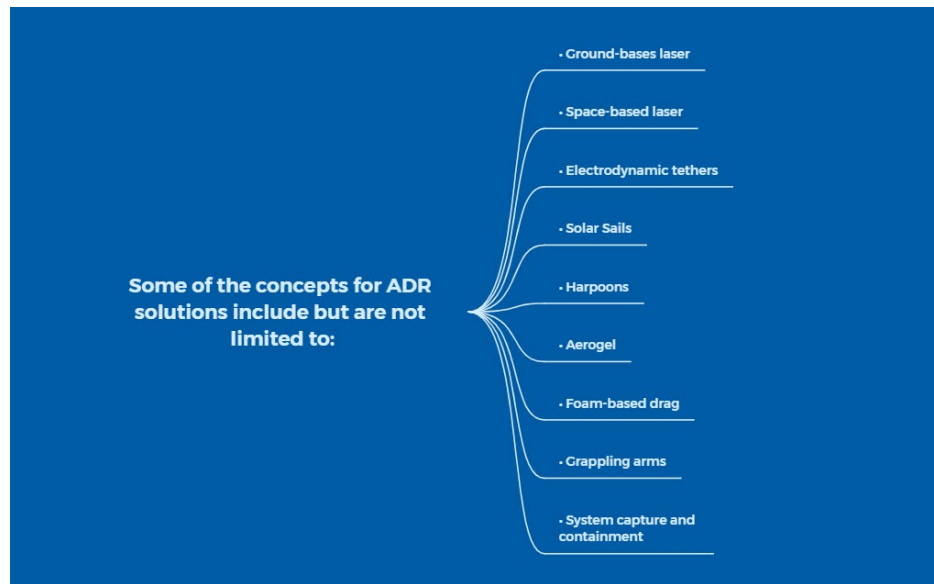 Some of the concepts for ADR
solutions include but are not
limited to:
• Ground-bases laser
• Space-based laser
• Electrodynamic tethers
• Solar Sails
• Harpoons
• Aerogel
• Foam-based drag
• Grappling arms
• System capture and
containment